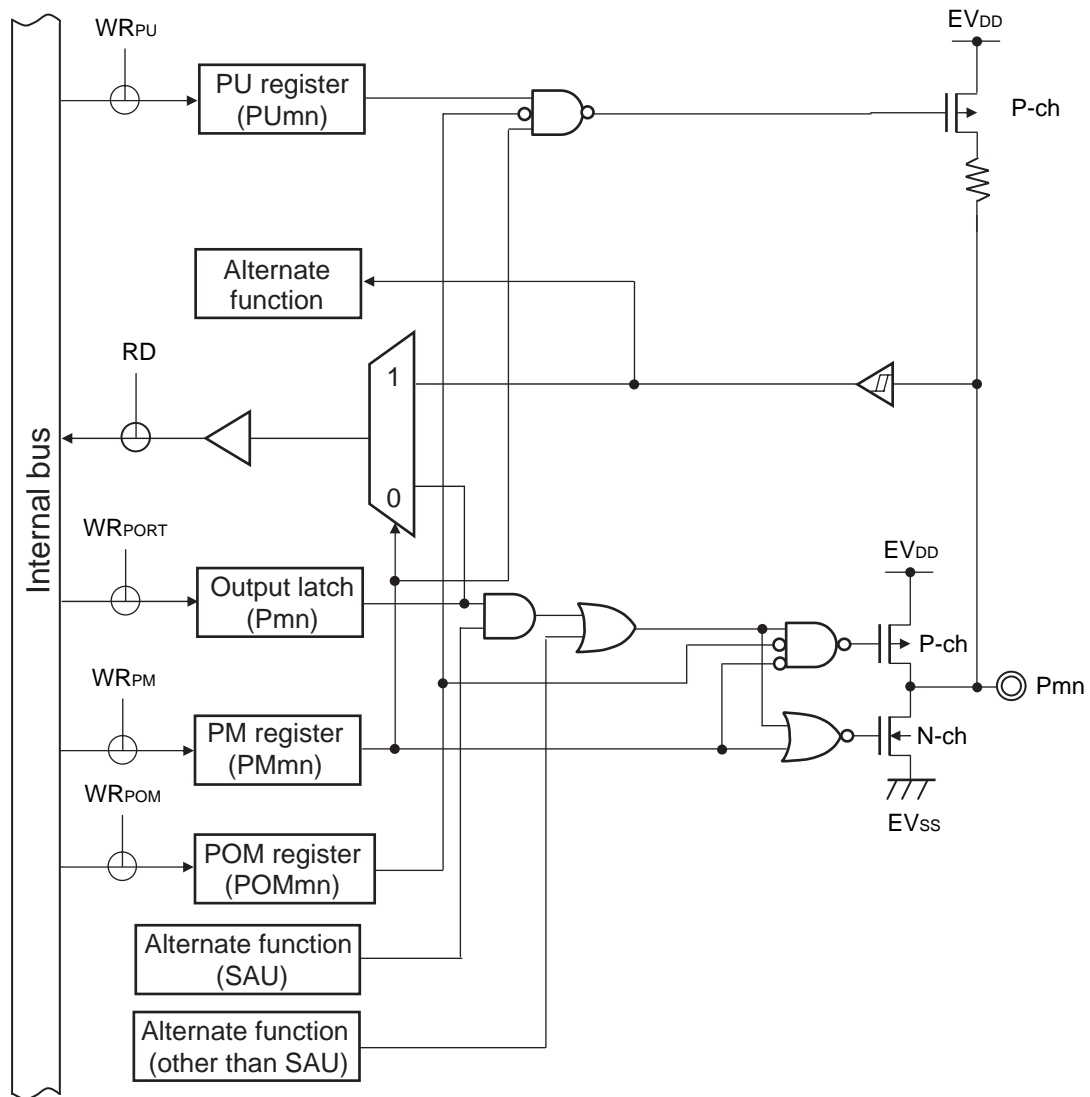 WRPU
EVDD
PU register
(PUmn)
P-ch
Alternate
function
RD
1
0
Internal bus
WRPORT
EVDD
Output latch
(Pmn)
P-ch
Pmn
WRPM
PM register
(PMmn)
N-ch
WRPOM
EVSS
POM register
(POMmn)
Alternate function
(SAU)
Alternate function
(other than SAU)